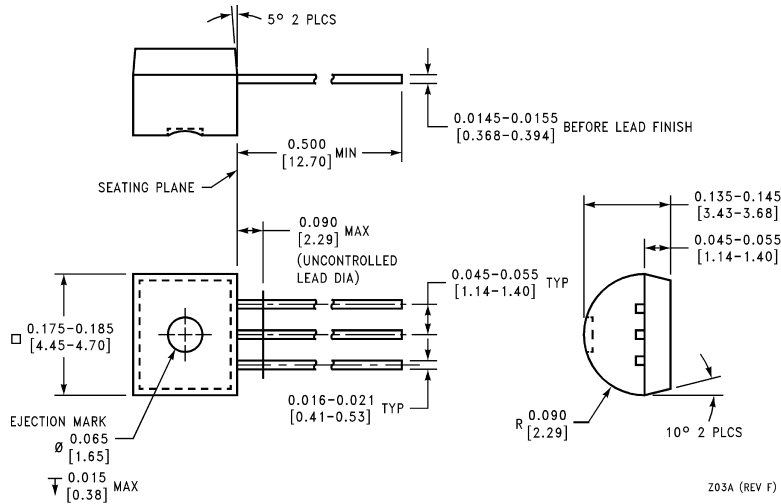 5° 2 PLCS
0.0145-0.0155
[0.368-0.394] BEFORE LEAD FINISH
0.500
[12.70] MIN
SEATING PLANE
0.090
[2.29] MAX
(UNCONTROLLED
LEAD DIA)
0.135-0.145
[3.43-3.68]
0.045-0.055
[1.14-1.40]
0.045-0.055
[1.14-1.40] TYP
0.175-0.185
[4.45-4.70]
0.016-0.021
[0.41-0.53] TYP
EJECTION MARK
Ø 0.065
[1.65]
0.015
[0.38] MAX
R 0.090
[2.29]
10° 2 PLCS
Z03A (REV F)